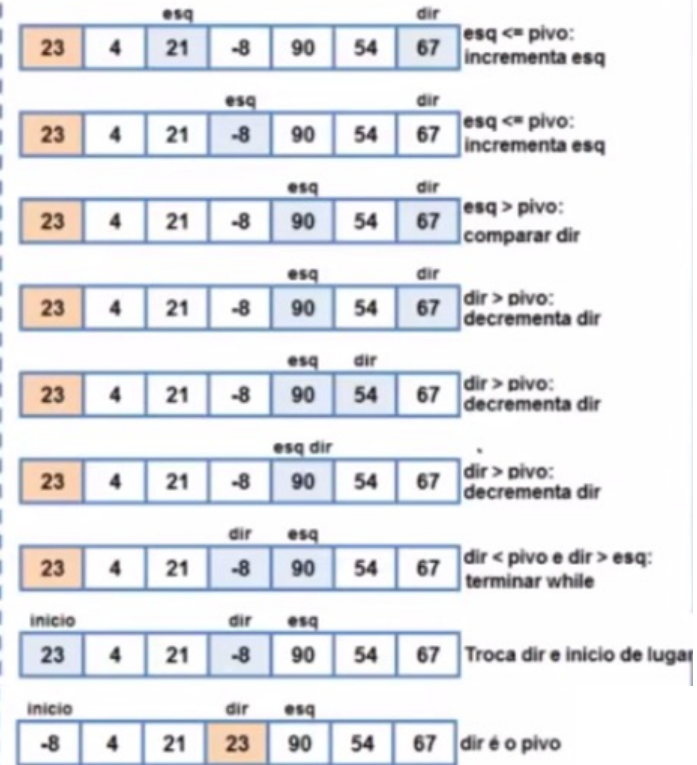 esq dir
23 4 21 -8 90 54 67 esq <= pivo:
incrementa esq
esq dir
23 4 21 -8 90 54 67 esq <= pivo:
incrementa esq
esq dir
23 4 21 -8 90 54 67 esq > pivo:
comparar dir
esq dir
23 4 21 -8 90 54 67 dir > pivo:
decrementa dir
esq dir
23 4 21 -8 90 54 67 dir > pivo:
decrementa dir
esq dir
23 4 21 -8 90 54 67 dir > pivo:
decrementa dir
dir esq
23 4 21 -8 90 54 67 dir < pivo e dir > esq:
terminar while
inicio dir esq
23 4 21 -8 90 54 67 Troca dir e inicio de lugar
inicio dir esq
-8 4 21 23 90 54 67 dir é o pivo